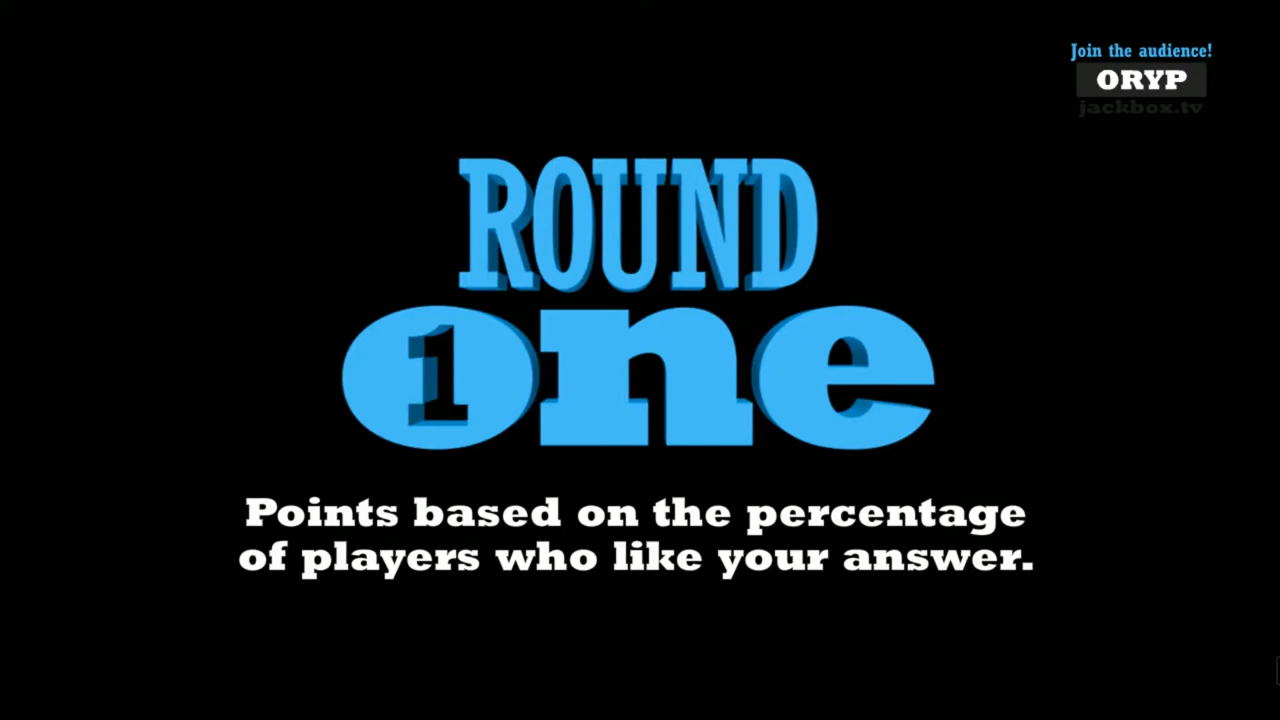 Join the audience!
ORYP
jackbox.tv
ROUND
One
1
Points based on the percentage
of players who like your answer.